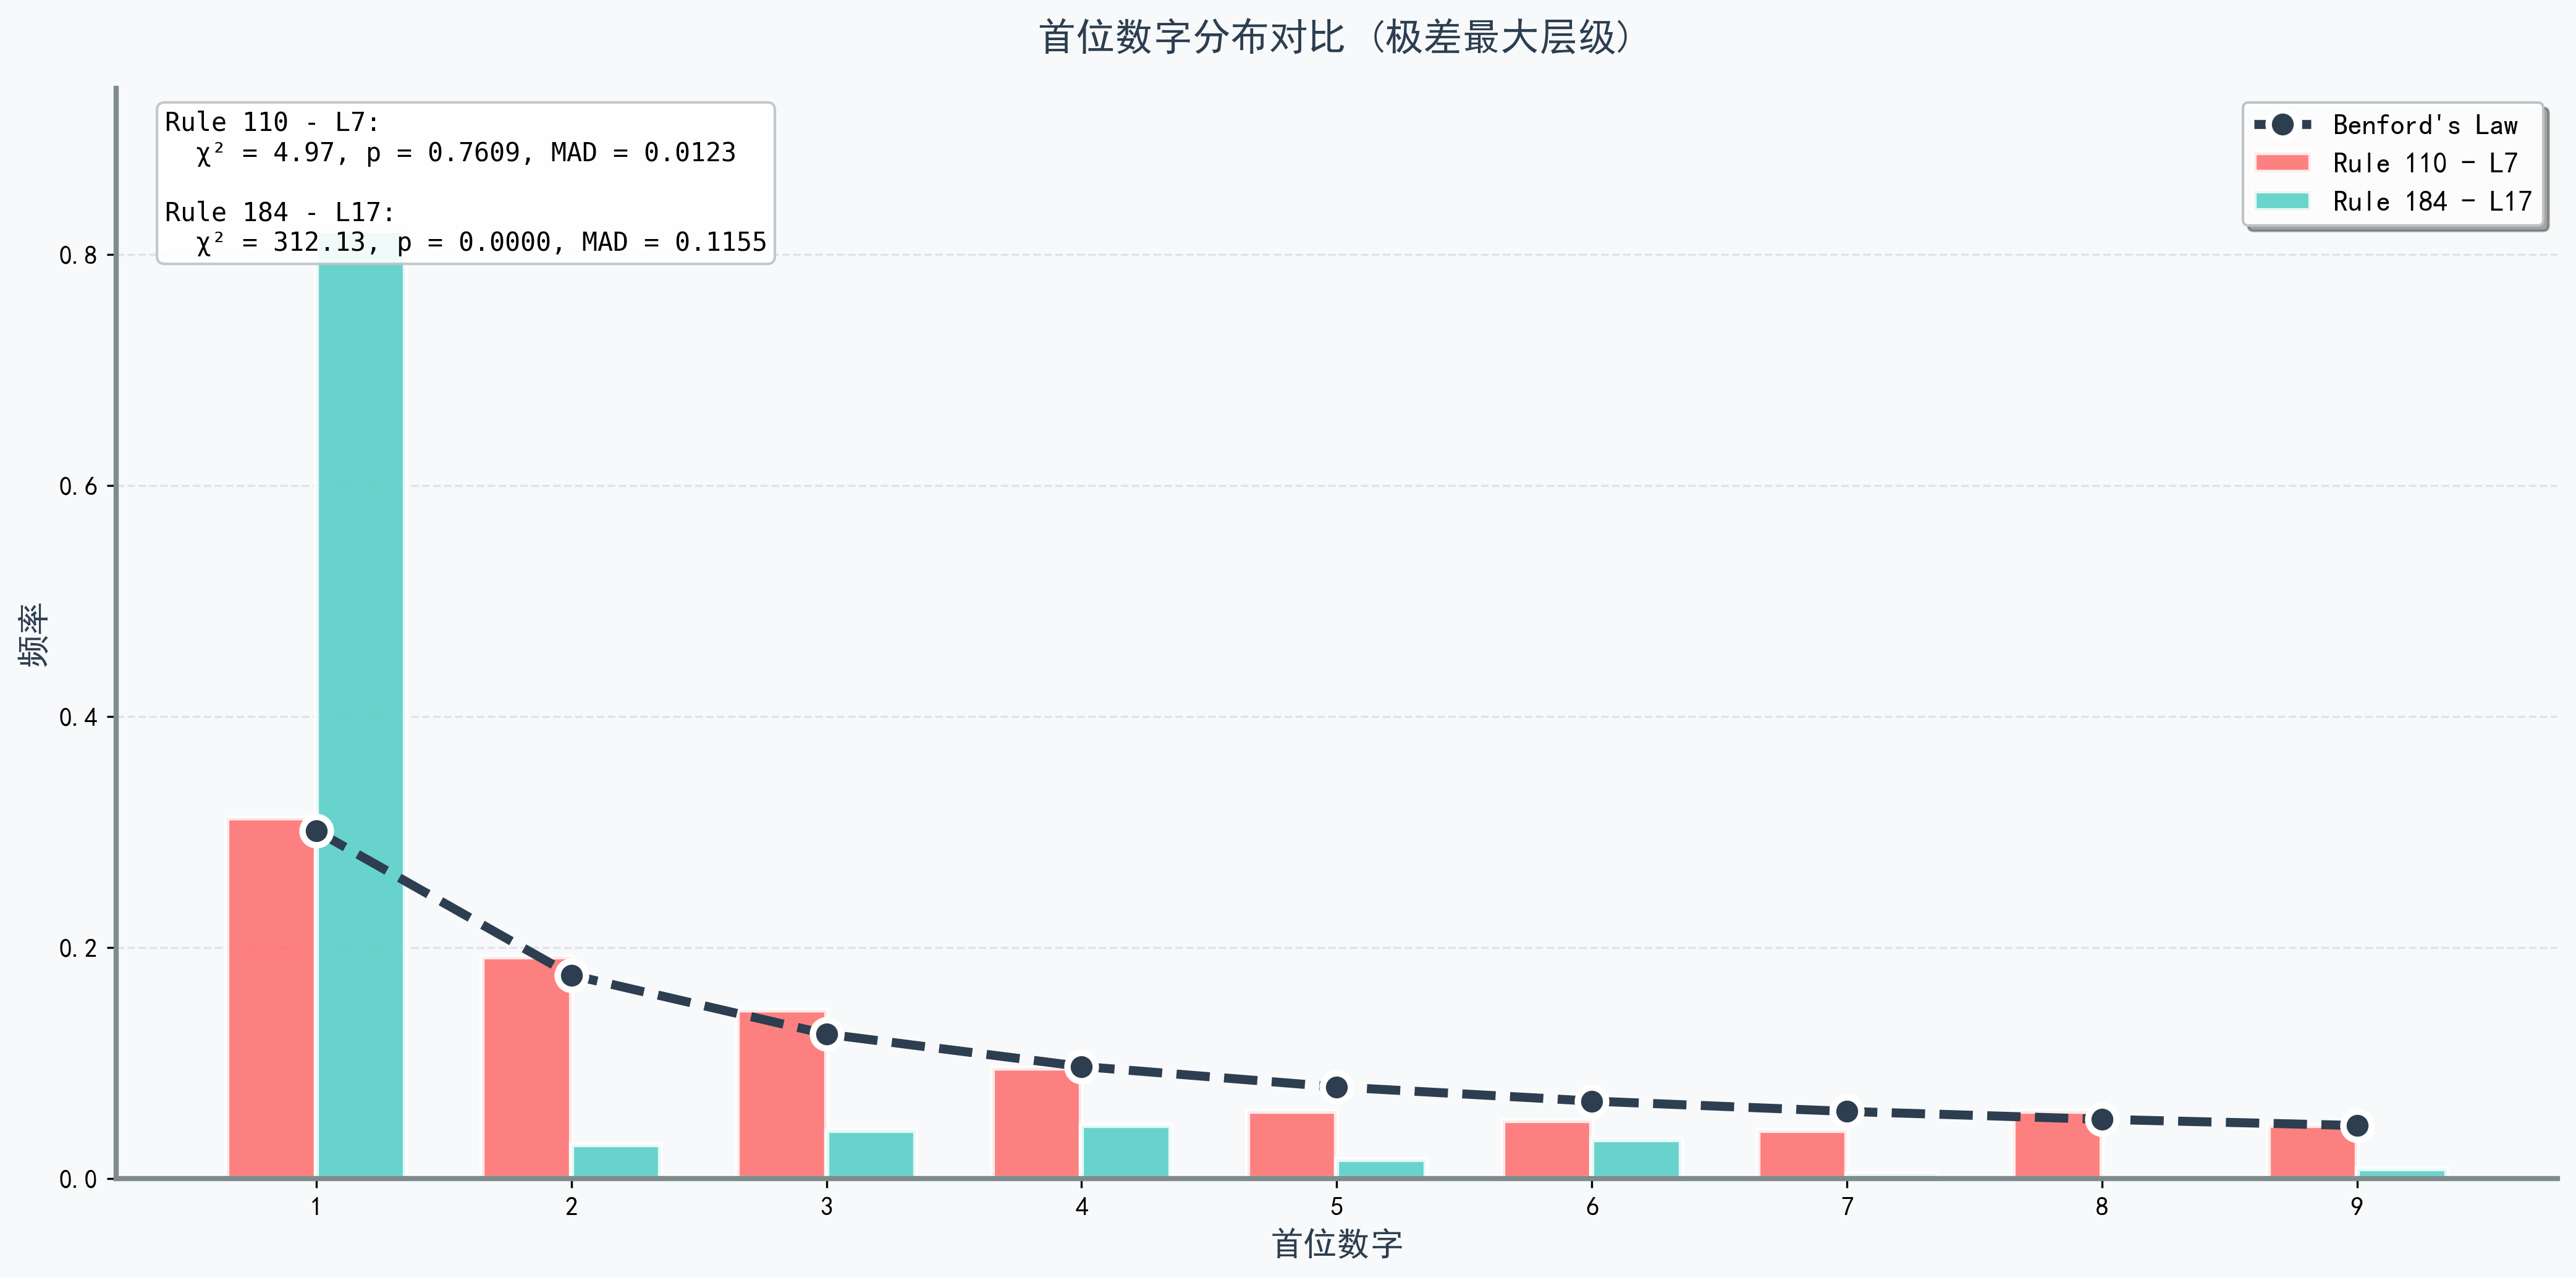 首位数字分布对比 (极差最大层级)
Rule 110 - L7:
χ² = 4.97, p = 0.7609, MAD = 0.0123
Rule 184 - L17:
χ² = 312.13, p = 0.0000, MAD = 0.1155
Benford's Law
Rule 110 - L7
Rule 184 - L17
频率
0.8
0.6
0.4
0.2
0.0
1 2 3 4 5 6 7 8 9
首位数字